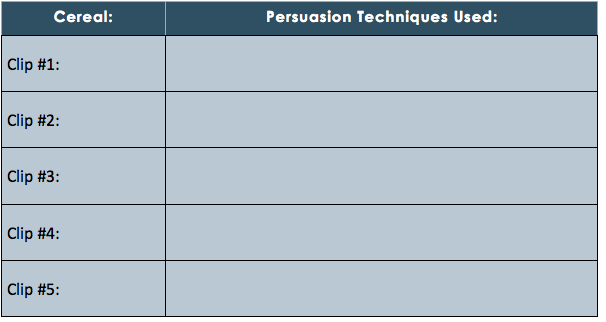 Cereal:
Persuasion Techniques Used:
Clip #1:
Clip #2:
Clip #3:
Clip #4:
Clip #5: